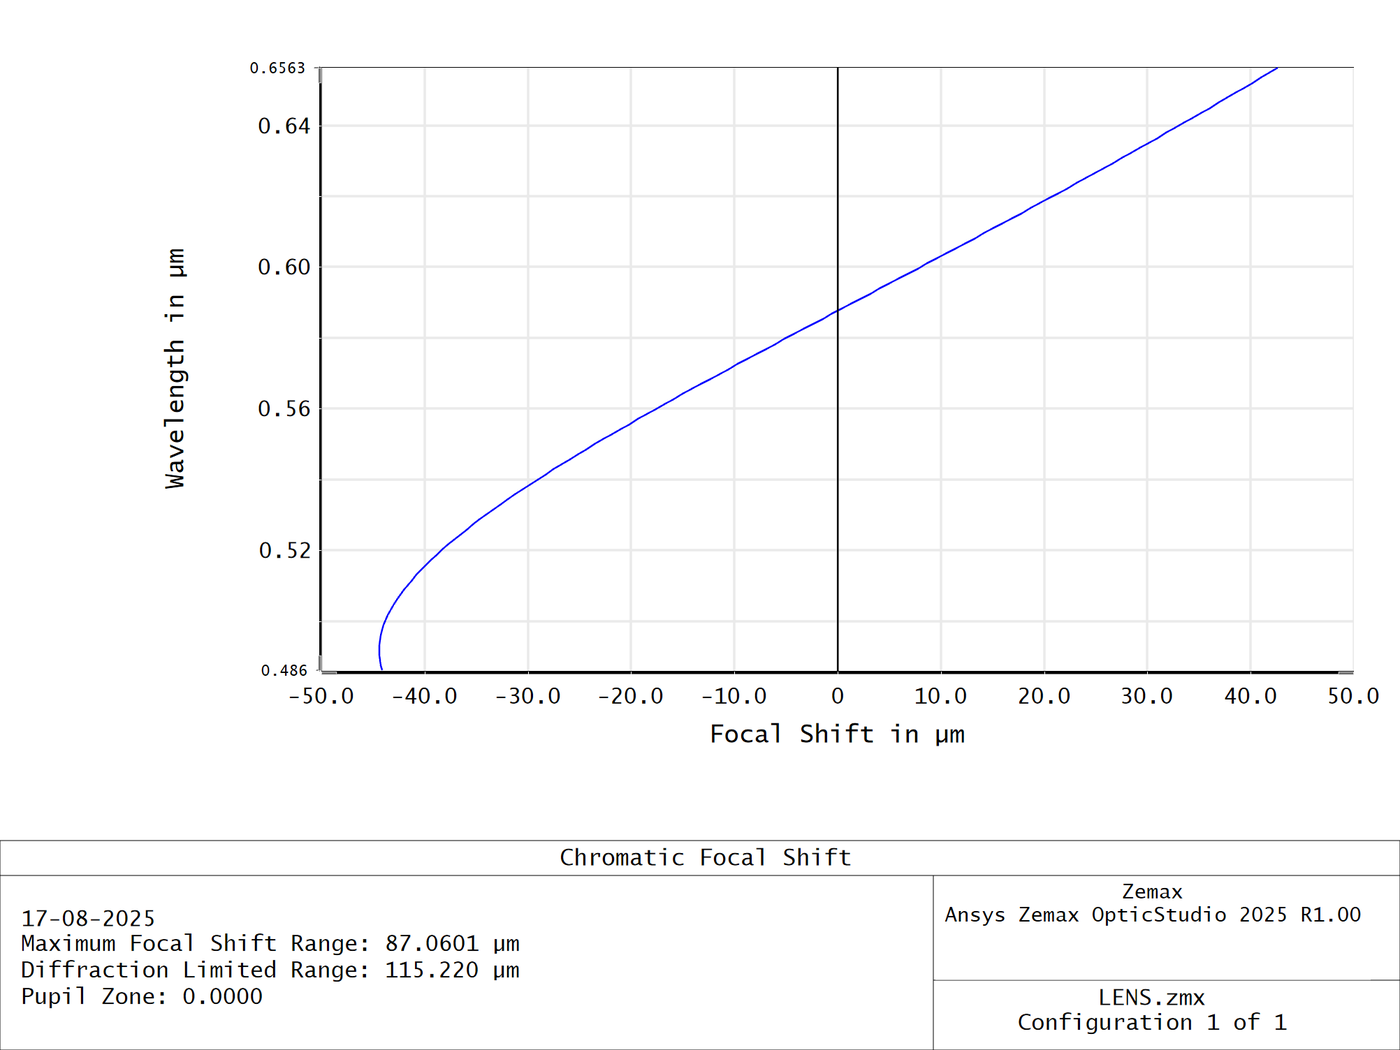 0.6563
0.64
0.60
0.56
0.52
0.486
Wavelength in µm
-50.0 -40.0 -30.0 -20.0 -10.0 0 10.0 20.0 30.0 40.0 50.0
Focal Shift in µm
Chromatic Focal Shift
17-08-2025
Maximum Focal Shift Range: 87.0601 µm
Diffraction Limited Range: 115.220 µm
Pupil Zone: 0.0000
Zemax
Ansys Zemax OpticStudio 2025 R1.00
LENS.zmx
Configuration 1 of 1